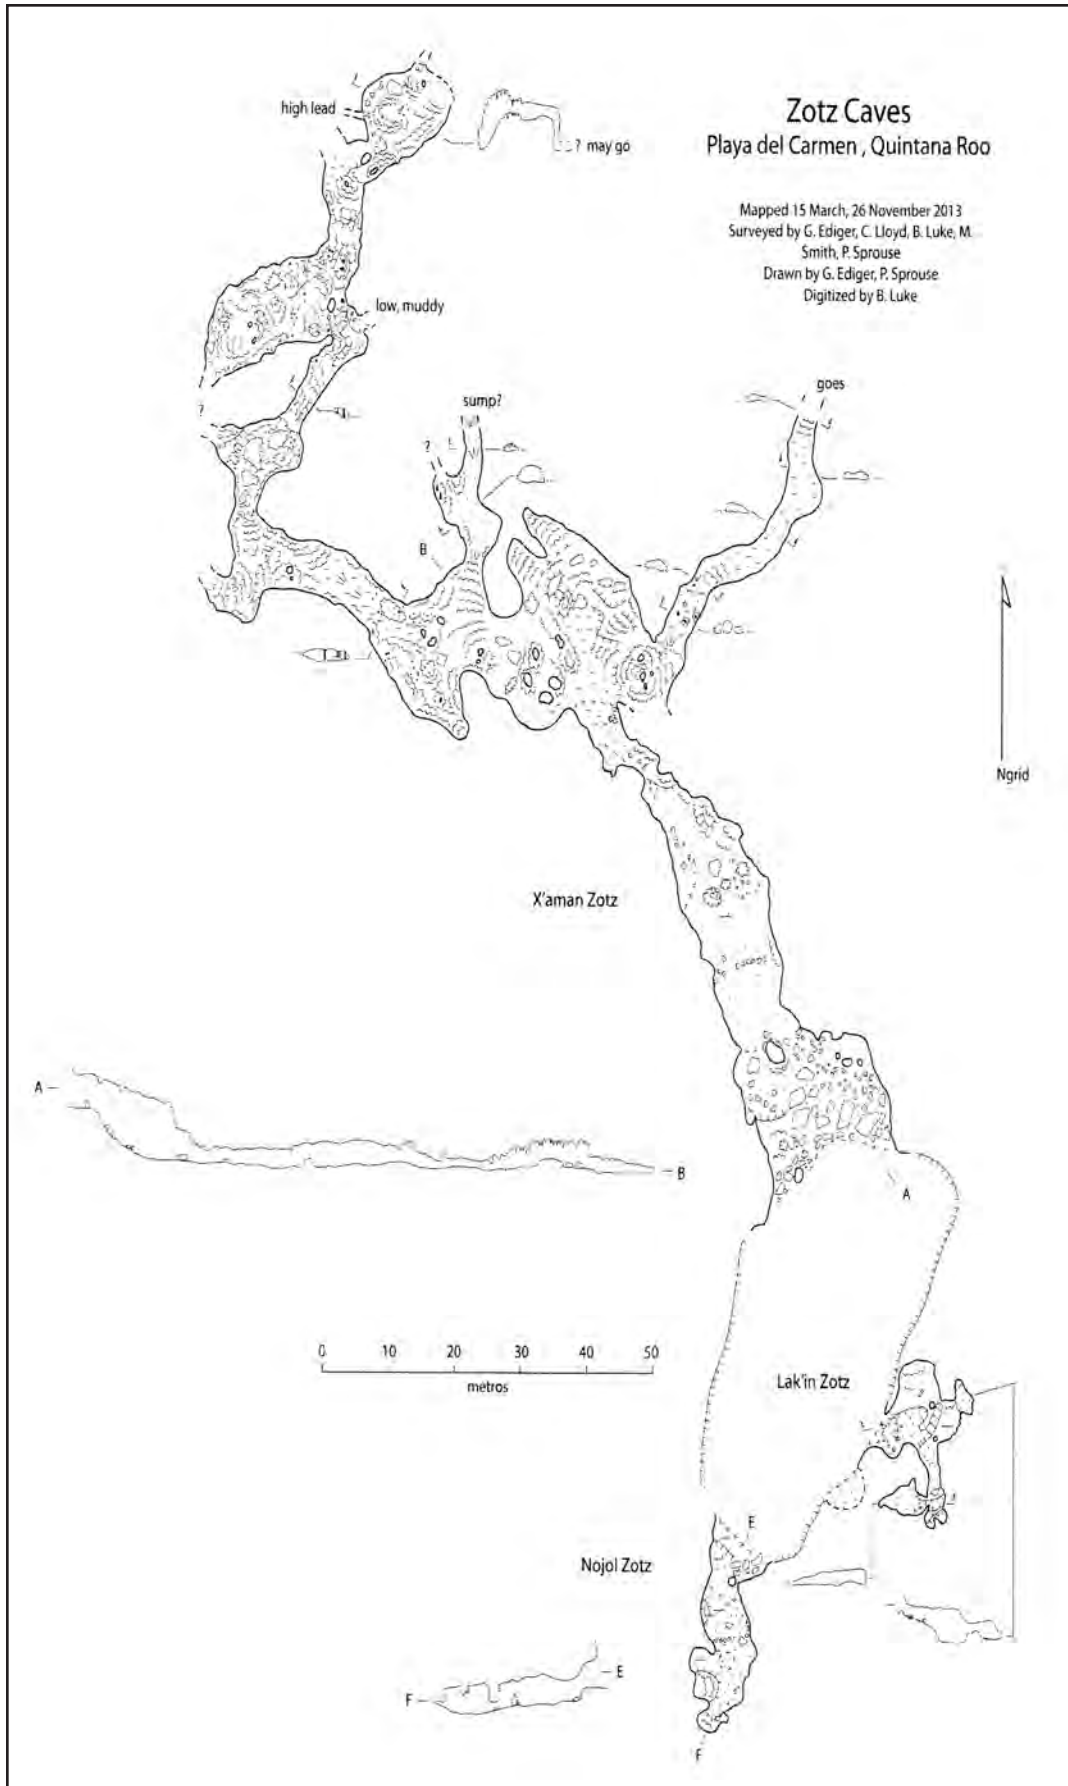 Zotz Caves
Playa del Carmen , Quintana Roo
Mapped 15 March, 26 November 2013
Surveyed by G. Ediger, C. Lloyd, B. Luke, M.
Smith, P. Sprouse
Drawn by G. Ediger, P. Sprouse
Digitized by B. Luke
high lead
? may go
low, muddy
goes
sump?
?
?
B
Ngrid
X'aman Zotz
A
B
A
0 10 20 30 40 50
metros
Lak'in Zotz
E
Nojol Zotz
E
F
F